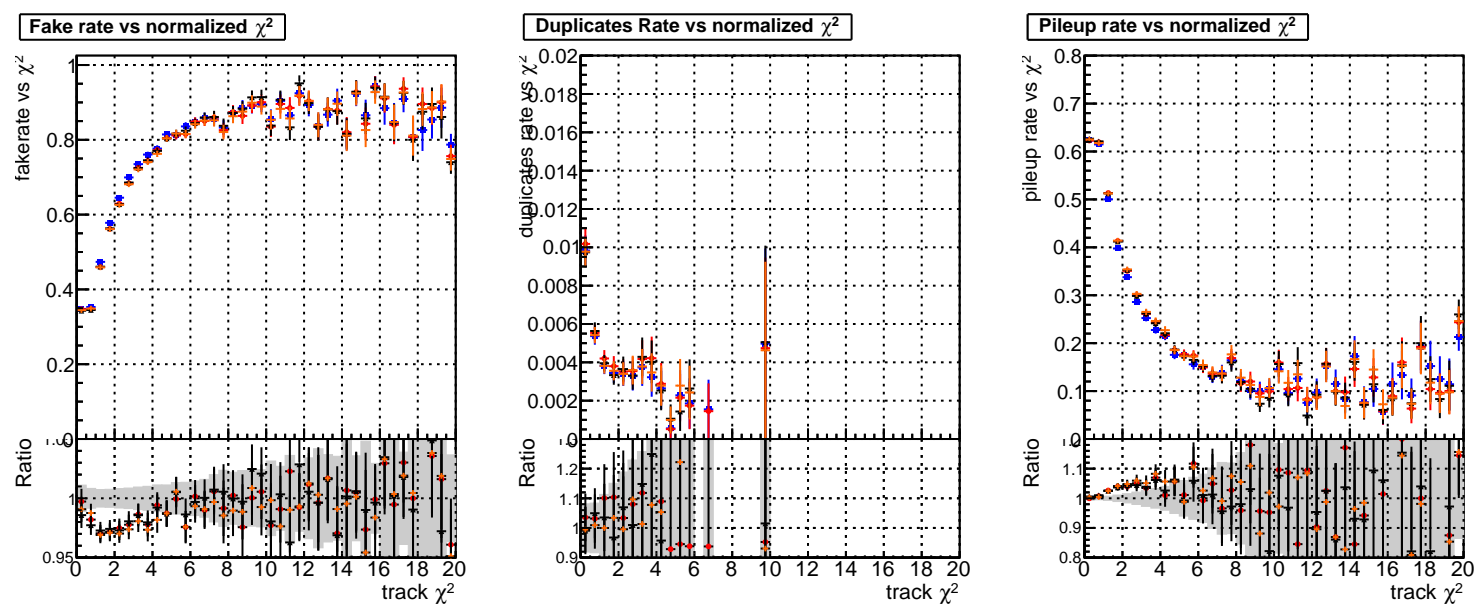 Fake rate vs normalized χ²
fakerate vs χ²
1
0.8
0.6
0.4
0.2
0
Ratio
1
0.95
0 2 4 6 8 10 12 14 16 18 20
track χ²
Duplicates Rate vs normalized χ²
duplicates rate vs χ²
0.02
0.018
0.016
0.014
0.012
0.01
0.008
0.006
0.004
0.002
0
Ratio
1.2
1.1
1
0.9
0 2 4 6 8 10 12 14 16 18 20
track χ²
Pileup rate vs normalized χ²
pileup rate vs χ²
0.8
0.7
0.6
0.5
0.4
0.3
0.2
0.1
0
Ratio
1.1
1
0.9
0.8
0 2 4 6 8 10 12 14 16 18 20
track χ²